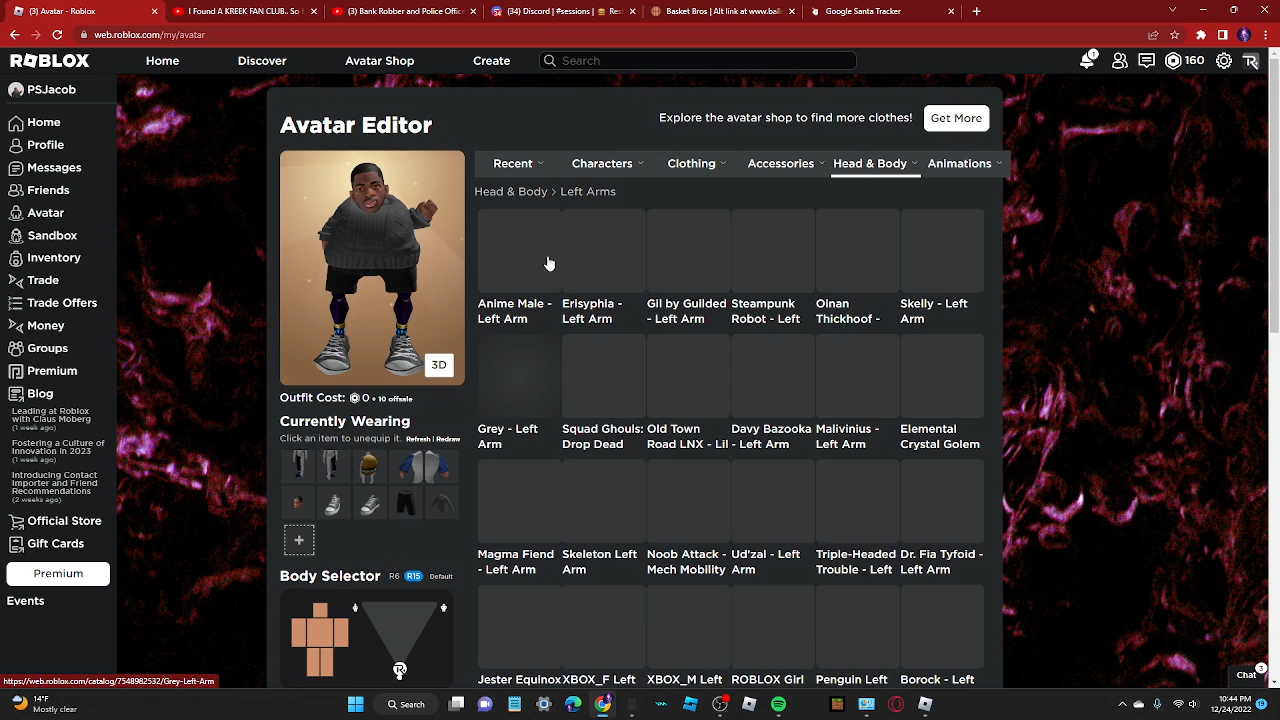 (3) Avatar - Roblox
I Found A KREEK FAN CLUB.. So I
(3) Bank Robber and Police Offic
(34) Discord | #sessions | 🍔 Rest
Basket Bros | Alt link at www.ball
Google Santa Tracker
web.roblox.com/my/avatar
ROBLOX
Home
Discover
Avatar Shop
Create
Search
1
160
PSJacob
Home
Profile
Messages
Friends
Avatar
Sandbox
Inventory
Trade
Trade Offers
Money
Groups
Premium
Blog
Leading at Roblox
with Claus Moberg
(1 week ago)
Fostering a Culture of
Innovation in 2023
(1 week ago)
Introducing Contact
Importer and Friend
Recommendations
(2 weeks ago)
Official Store
Gift Cards
Premium
Events
Avatar Editor
Explore the avatar shop to find more clothes!
Get More
Recent
Characters
Clothing
Accessories
Head & Body
Animations
Head & Body > Left Arms
3D
Outfit Cost: 0 + 10 offsale
Currently Wearing
Click an item to unequip it. Refresh | Redraw
+
Body Selector R6 R15 Default
Anime Male -
Left Arm
Erisyphia -
Left Arm
Gil by Guilded
- Left Arm
Steampunk
Robot - Left
Oinan
Thickhoof -
Skelly - Left
Arm
Grey - Left
Arm
Squad Ghouls:
Drop Dead
Old Town
Road LNX - Lil
Davy Bazooka
- Left Arm
Malivinius -
Left Arm
Elemental
Crystal Golem
Magma Fiend
- Left Arm
Skeleton Left
Arm
Noob Attack -
Mech Mobility
Ud'zal - Left
Arm
Triple-Headed
Trouble - Left
Dr. Fia Tyfoid -
Left Arm
Jester Equinox
XBOX_F Left
XBOX_M Left
ROBLOX Girl
Penguin Left
Borock - Left
https://web.roblox.com/catalog/7548982532/Grey-Left-Arm
Chat
3
14°F
Mostly clear
Search
10:44 PM
12/24/2022
19